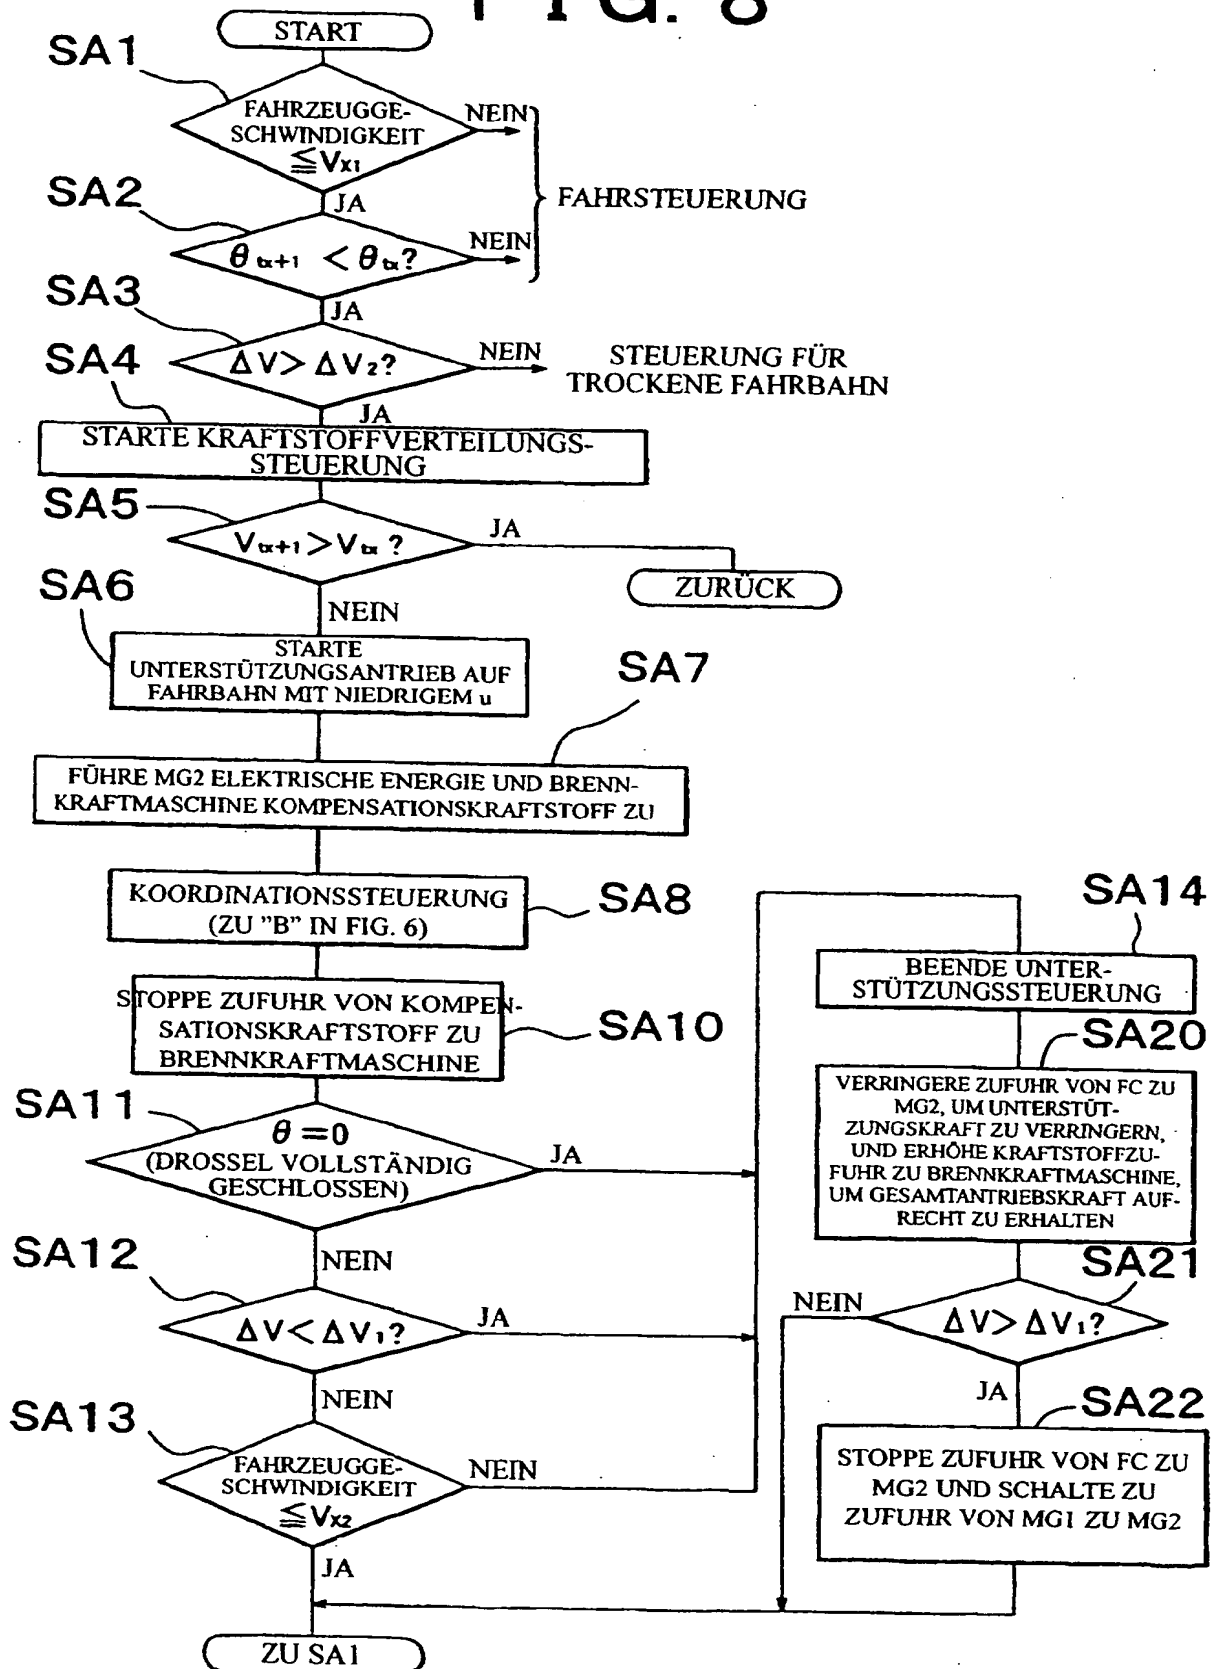 FIG. 8
START
SA1
FAHRZEUGGE-
SCHWINDIGKEIT
≦VX1
NEIN
JA
FAHRSTEUERUNG
SA2
θtx+1 <θtx?
NEIN
JA
SA3
ΔV>ΔV2?
NEIN
STEUERUNG FÜR
TROCKENE FAHRBAHN
JA
SA4
STARTE KRAFTSTOFFVERTEILUNGS-
STEUERUNG
SA5
Vtx+1>Vtx?
JA
ZURÜCK
NEIN
SA6
STARTE
UNTERSTÜTZUNGSANTRIEB AUF
FAHRBAHN MIT NIEDRIGEM u
SA7
FÜHRE MG2 ELEKTRISCHE ENERGIE UND BRENN-
KRAFTMASCHINE KOMPENSATIONSKRAFTSTOFF ZU
KOORDINATIONSSTEUERUNG
(ZU "B" IN FIG. 6)
SA8
STOPPE ZUFUHR VON KOMPEN-
SATIONSKRAFTSTOFF ZU
BRENNKRAFTMASCHINE
SA10
SA11
θ=0
(DROSSEL VOLLSTÄNDIG
GESCHLOSSEN)
JA
NEIN
SA12
ΔV<ΔV1?
JA
NEIN
SA13
FAHRZEUGGE-
SCHWINDIGKEIT
≦VX2
NEIN
JA
ZU SA1
SA14
BEENDE UNTER-
STÜTZUNGSSTEUERUNG
SA20
VERRINGERE ZUFUHR VON FC ZU
MG2, UM UNTERSTÜT-
ZUNGSKRAFT ZU VERRINGERN,
UND ERHÖHE KRAFTSTOFFZU-
FUHR ZU BRENNKRAFTMASCHINE,
UM GESAMTANTRIEBSKRAFT AUF-
RECHT ZU ERHALTEN
SA21
ΔV>ΔV1?
NEIN
JA
SA22
STOPPE ZUFUHR VON FC ZU
MG2 UND SCHALTE ZU
ZUFUHR VON MG1 ZU MG2